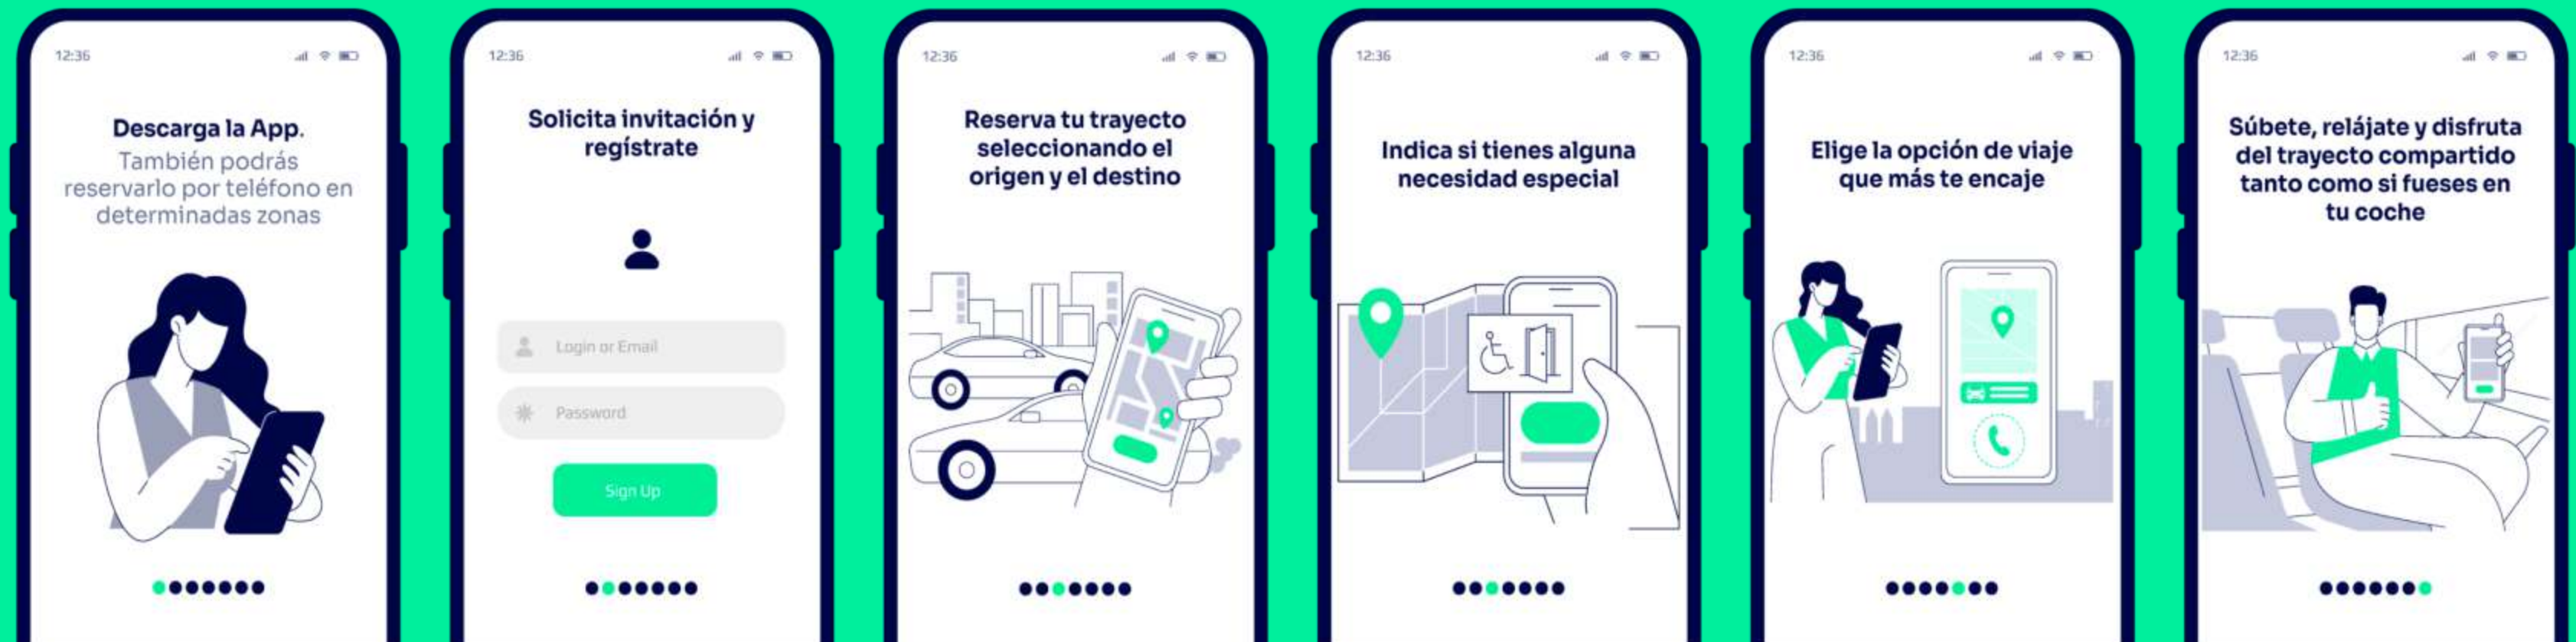 12:36
Descarga la App.
También podrás
reservarlo por teléfono en
determinadas zonas
12:36
Solicita invitación y
regístrate
Login or Email
Password
Sign Up
12:36
Reserva tu trayecto
seleccionando el
origen y el destino
12:36
Indica si tienes alguna
necesidad especial
12:36
Elige la opción de viaje
que más te encaje
12:36
Súbete, relájate y disfruta
del trayecto compartido
tanto como si fueses en
tu coche